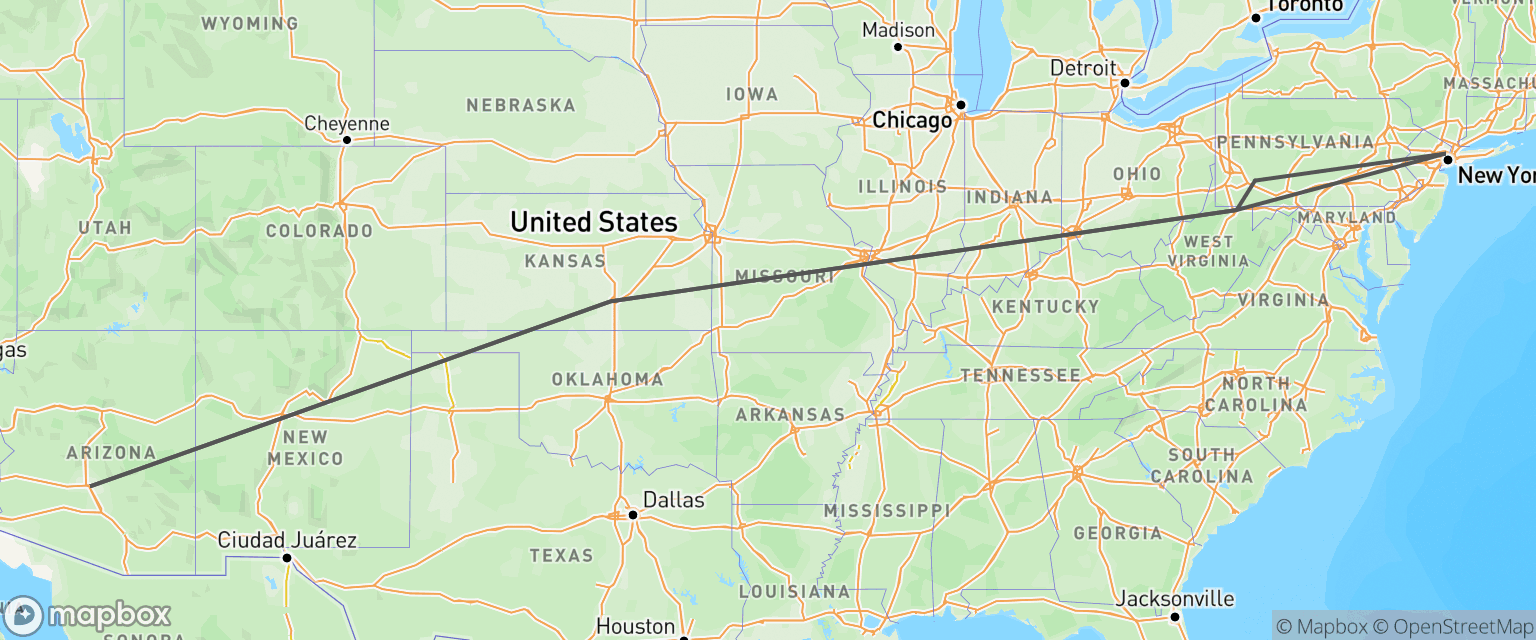 Toronto
WYOMING
Madison
VERMONT
Detroit
MASSACHU
NEBRASKA
IOWA
Cheyenne
Chicago
PENNSYLVANIA
OHIO
New Yor
ILLINOIS
INDIANA
UTAH
COLORADO
United States
MARYLAND
KANSAS
WEST
VIRGINIA
MISSOURI
KENTUCKY
VIRGINIA
gas
OKLAHOMA
TENNESSEE
NORTH
CAROLINA
ARKANSAS
ARIZONA
NEW
MEXICO
SOUTH
CAROLINA
Dallas
MISSISSIPPI
GEORGIA
Ciudad Juárez
TEXAS
LOUISIANA
Jacksonville
mapbox
Houston
© Mapbox © OpenStreetMap
SONORA